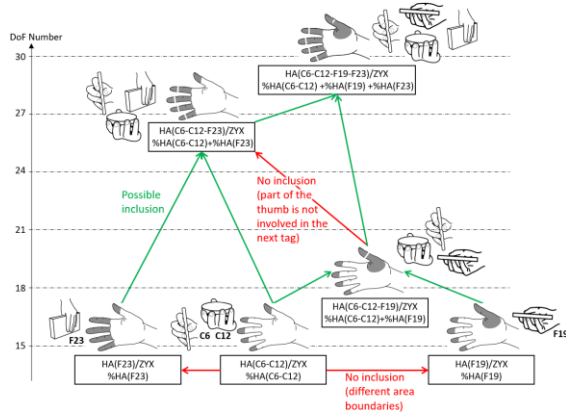 DoF Number
30
27
24
21
18
15
HA(C6-C12-F19-F23)/ZYX
%HA(C6-C12) +%HA(F19) +%HA(F23)
HA(C6-C12-F23)/ZYX
%HA(C6-C12)+%HA(F23)
Possible
inclusion
No inclusion
(part of the
thumb is not
involved in the
next tag)
HA(C6-C12-F19)/ZYX
%HA(C6-C12)+%HA(F19)
F23
C6 C12
F19
HA(F23)/ZYX
%HA(F23)
HA(C6-C12)/ZYX
%HA(C6-C12)
HA(F19)/ZYX
%HA(F19)
No inclusion
(different area
boundaries)